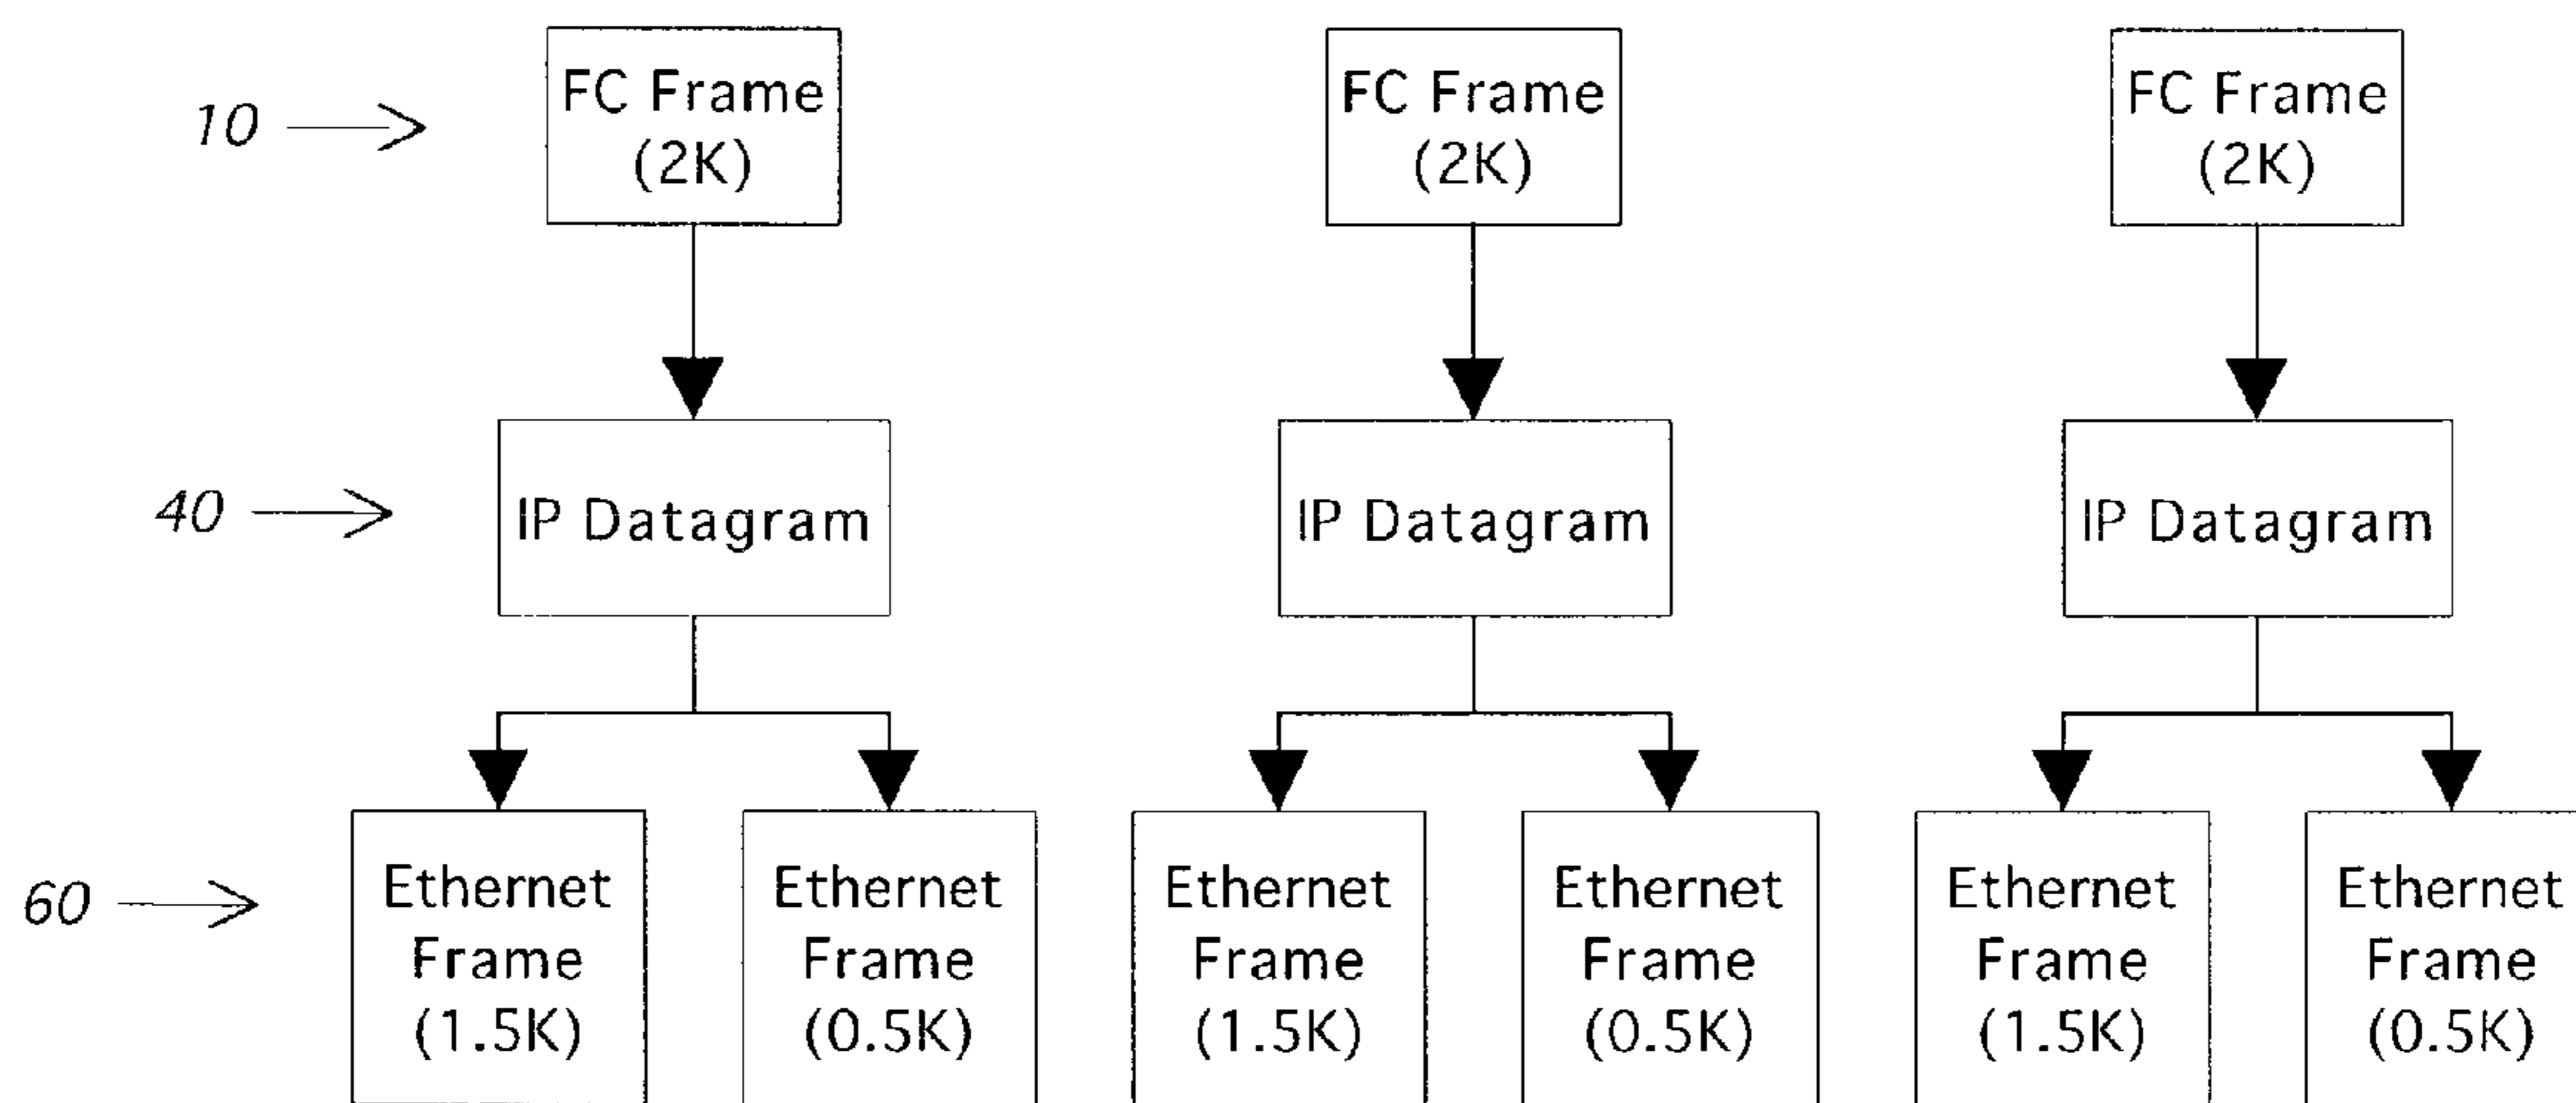 10
FC Frame
(2K)
FC Frame
(2K)
FC Frame
(2K)
40
IP Datagram
IP Datagram
IP Datagram
60
Ethernet
Frame
(1.5K)
Ethernet
Frame
(0.5K)
Ethernet
Frame
(1.5K)
Ethernet
Frame
(0.5K)
Ethernet
Frame
(1.5K)
Ethernet
Frame
(0.5K)